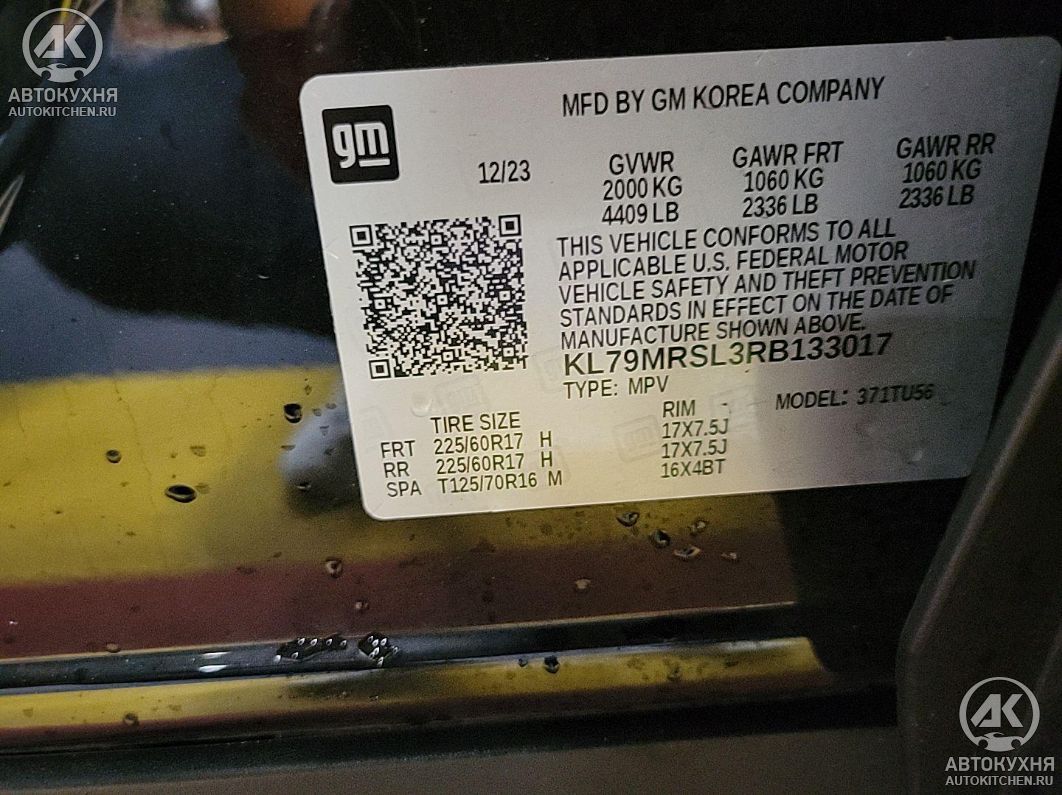 АК
АВТОКУХНЯ
AUTOKITCHEN.RU
gm
MFD BY GM KOREA COMPANY
12/23
GVWR
2000 KG
4409 LB
GAWR FRT
1060 KG
2336 LB
GAWR RR
1060 KG
2336 LB
THIS VEHICLE CONFORMS TO ALL
APPLICABLE U.S. FEDERAL MOTOR
VEHICLE SAFETY AND THEFT PREVENTION
STANDARDS IN EFFECT ON THE DATE OF
MANUFACTURE SHOWN ABOVE.
KL79MRSL3RB133017
TYPE: MPV
MODEL: 371TU56
TIRE SIZE RIM
FRT 225/60R17 H 17X7.5J
RR 225/60R17 H 17X7.5J
SPA T125/70R16 M 16X4BT
АК
АВТОКУХНЯ
AUTOKITCHEN.RU